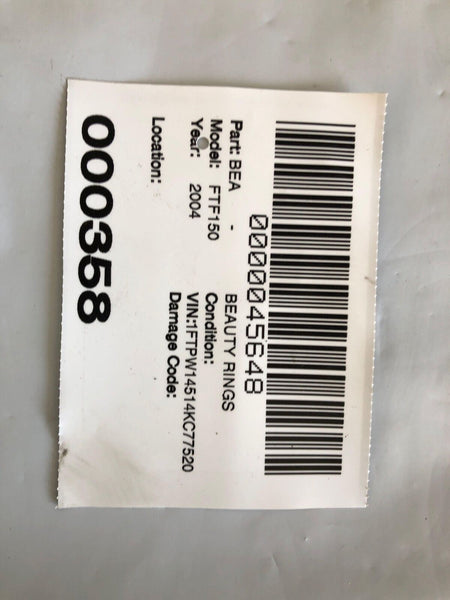 0000045648
Part: BEA - BEAUTY RINGS
Model: FTF150 Condition:
Year: 2004 VIN:1FTPW14514KC77520
Damage Code:
Location:
000358